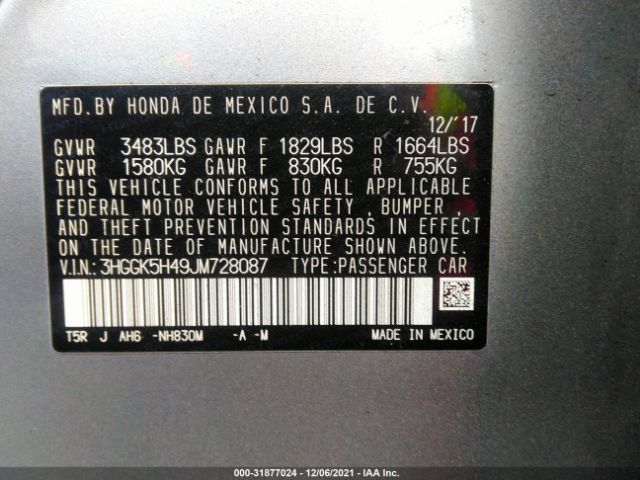 MFD. BY HONDA DE MEXICO S.A. DE C.V.
12/'17
GVWR 3483LBS GAWR F 1829LBS R 1664LBS
GVWR 1580KG GAWR F 830KG R 755KG
THIS VEHICLE CONFORMS TO ALL APPLICABLE
FEDERAL MOTOR VEHICLE SAFETY , BUMPER ,
AND THEFT PREVENTION STANDARDS IN EFFECT
ON THE DATE OF MANUFACTURE SHOWN ABOVE.
V.I.N.: 3HGGK5H49JM728087 TYPE:PASSENGER CAR
T5R J AH6 -NH830M -A -M MADE IN MEXICO
000-31877024 - 12/06/2021 - IAA Inc.